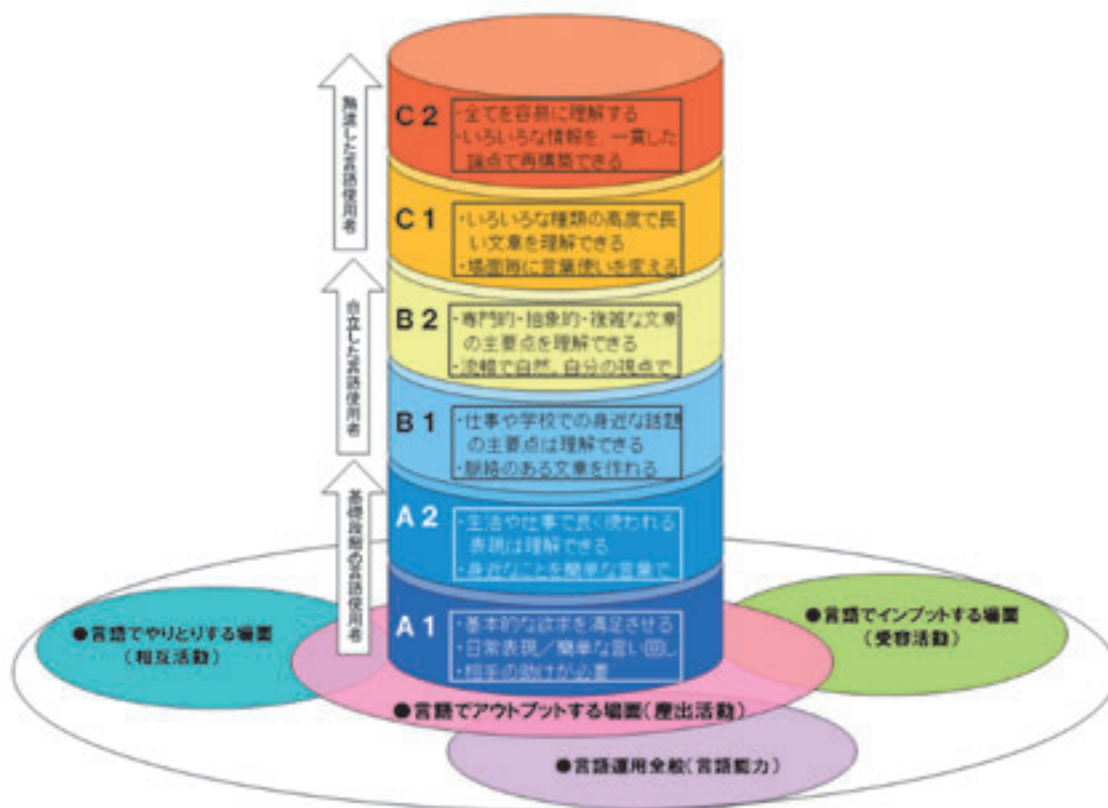 C2
・全てを容易に理解する
・いろいろな情報を、一貫した
論点で再構築できる
C1
・いろいろな種類の高度で長
い文章を理解できる
・場面毎に言葉使いを変える
B2
・専門的・抽象的・複雑な文章
の主要点を理解できる
・流暢で自然。自分の視点で
B1
・仕事や学校での身近な話題
の主要点は理解できる
・脈絡のある文章を作れる
A2
・生活や仕事で良く使われる
表現は理解できる
・身近なことを簡単な言葉で
A1
・基本的な欲求を満足させる
・日常表現／簡単な言い回し
・相手の助けが必要
熟達した言語使用者
自立した言語使用者
基礎段階の言語使用者
●言語でやりとりする場面
(相互活動)
●言語でインプットする場面
(受容活動)
●言語でアウトプットする場面(産出活動)
●言語運用全般(言語能力)